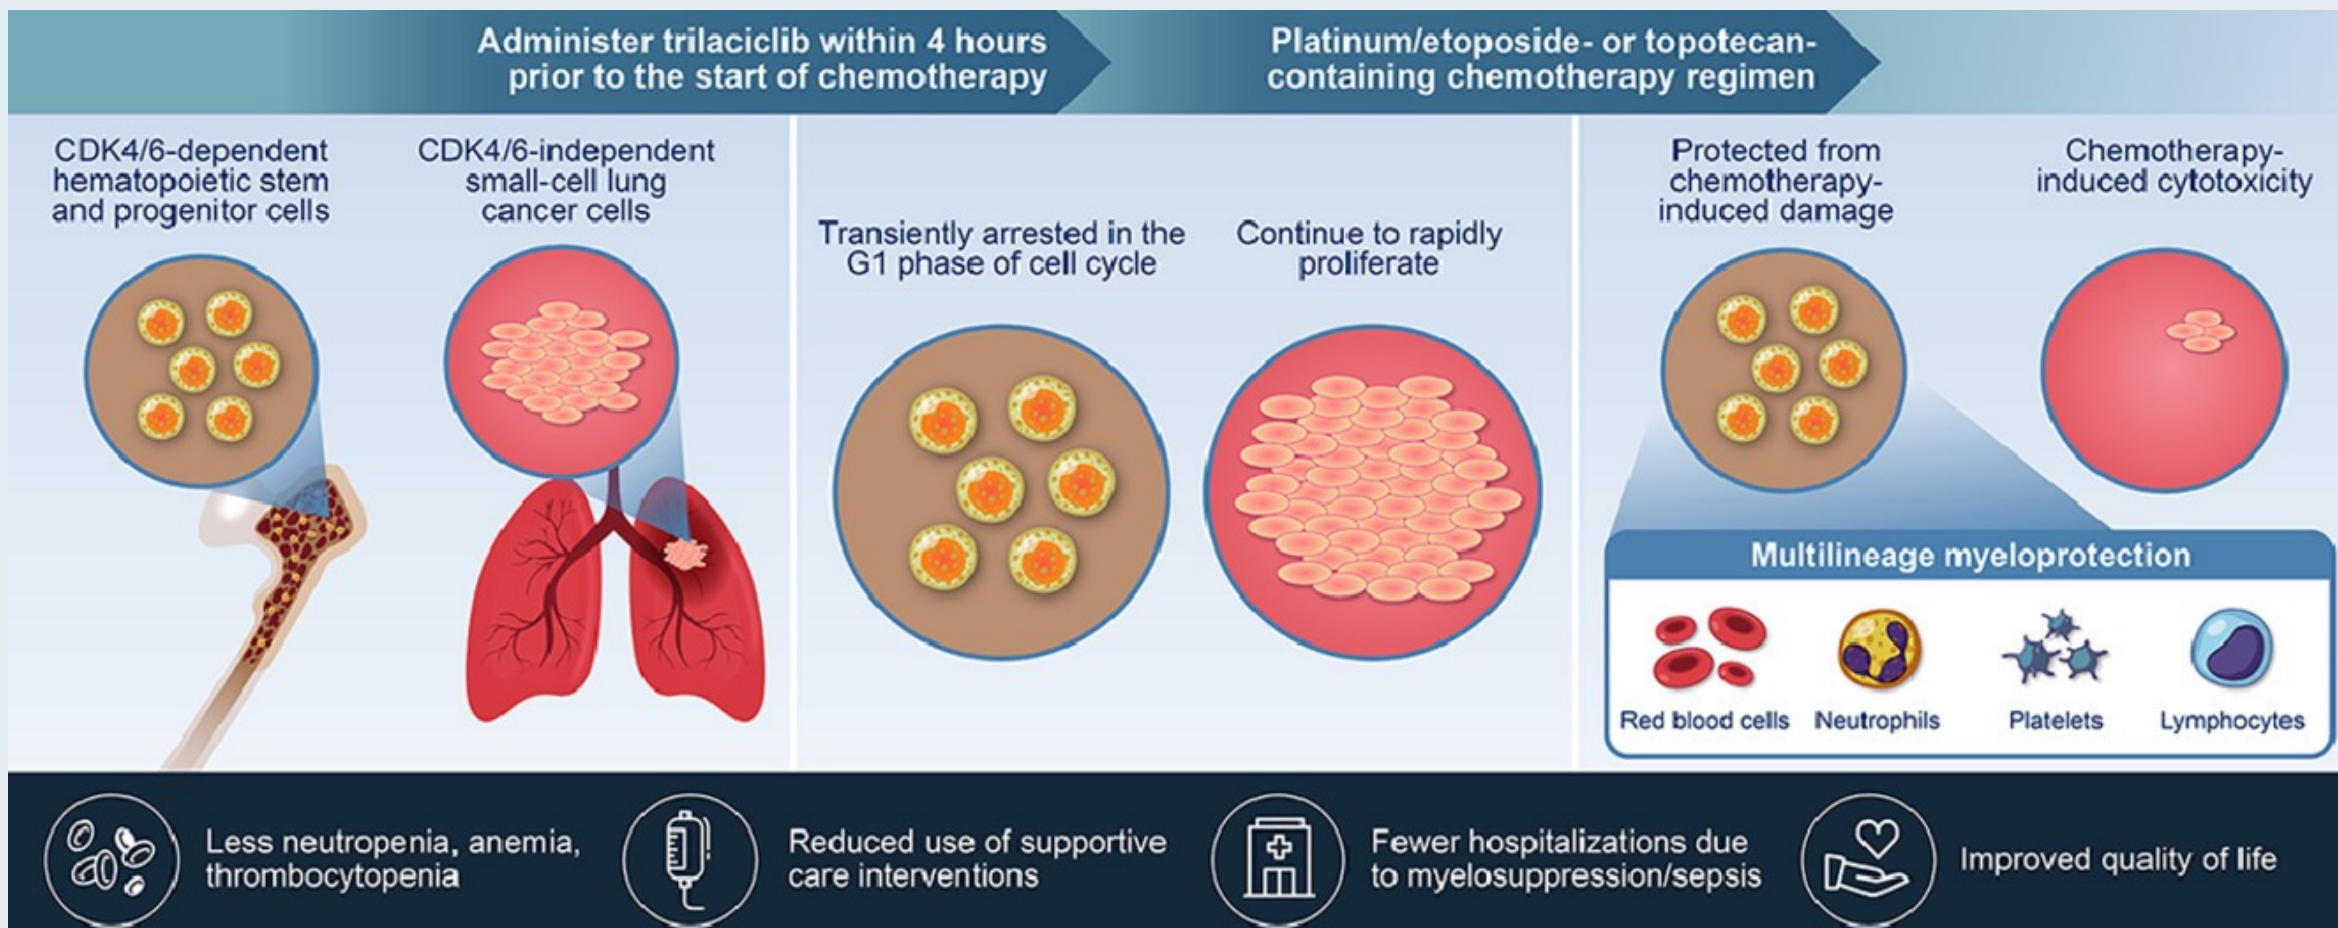 Administer trilaciclib within 4 hours
prior to the start of chemotherapy
Platinum/etoposide- or topotecan-
containing chemotherapy regimen
CDK4/6-dependent
hematopoietic stem
and progenitor cells
CDK4/6-independent
small-cell lung
cancer cells
Transiently arrested in the
G1 phase of cell cycle
Continue to rapidly
proliferate
Protected from
chemotherapy-
induced damage
Chemotherapy-
induced cytotoxicity
Multilineage myeloprotection
Red blood cells
Neutrophils
Platelets
Lymphocytes
Less neutropenia, anemia,
thrombocytopenia
Reduced use of supportive
care interventions
Fewer hospitalizations due
to myelosuppression/sepsis
Improved quality of life